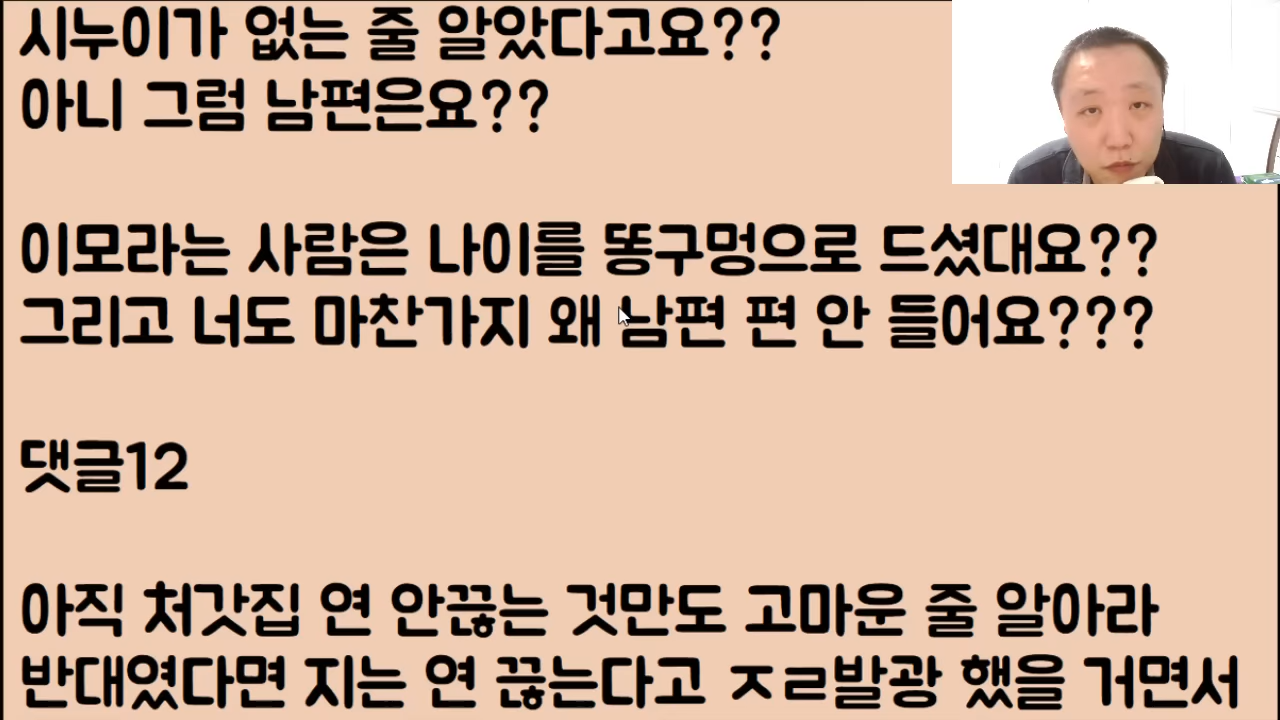 시누이가 없는 줄 알았다고요??
아니 그럼 남편은요??
이모라는 사람은 나이를 똥구멍으로 드셨대요??
그리고 너도 마찬가지 왜 남편 편 안 들어요???
댓글12
아직 처갓집 연 안끊는 것만도 고마운 줄 알아라
반대였다면 지는 연 끊는다고 ㅈㄹ발광 했을 거면서